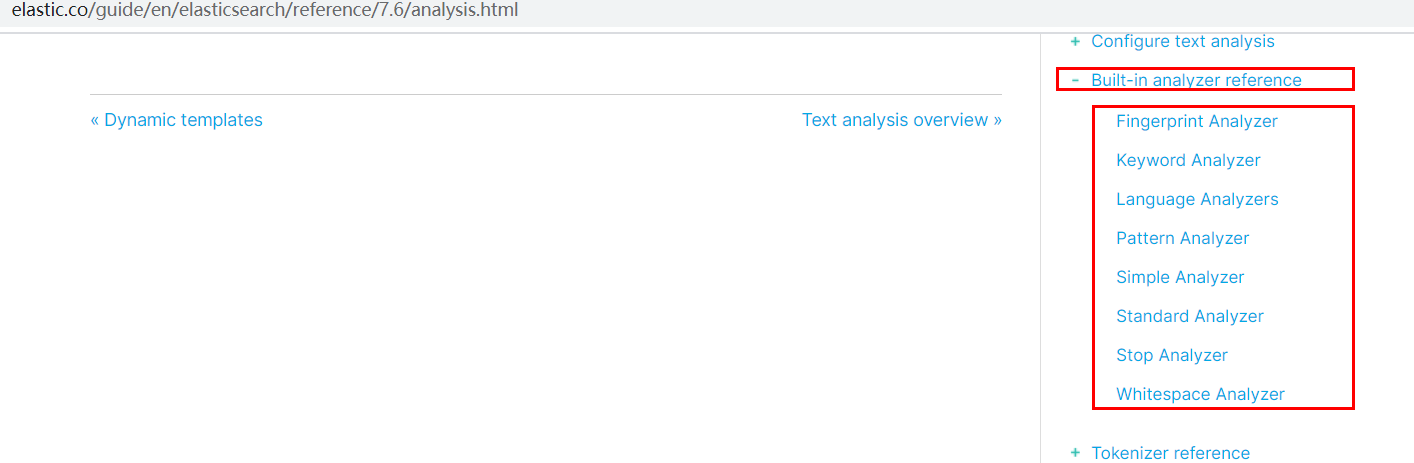 elastic.co/guide/en/elasticsearch/reference/7.6/analysis.html
« Dynamic templates
Text analysis overview »
+ Configure text analysis
- Built-in analyzer reference
Fingerprint Analyzer
Keyword Analyzer
Language Analyzers
Pattern Analyzer
Simple Analyzer
Standard Analyzer
Stop Analyzer
Whitespace Analyzer
+ Tokenizer reference